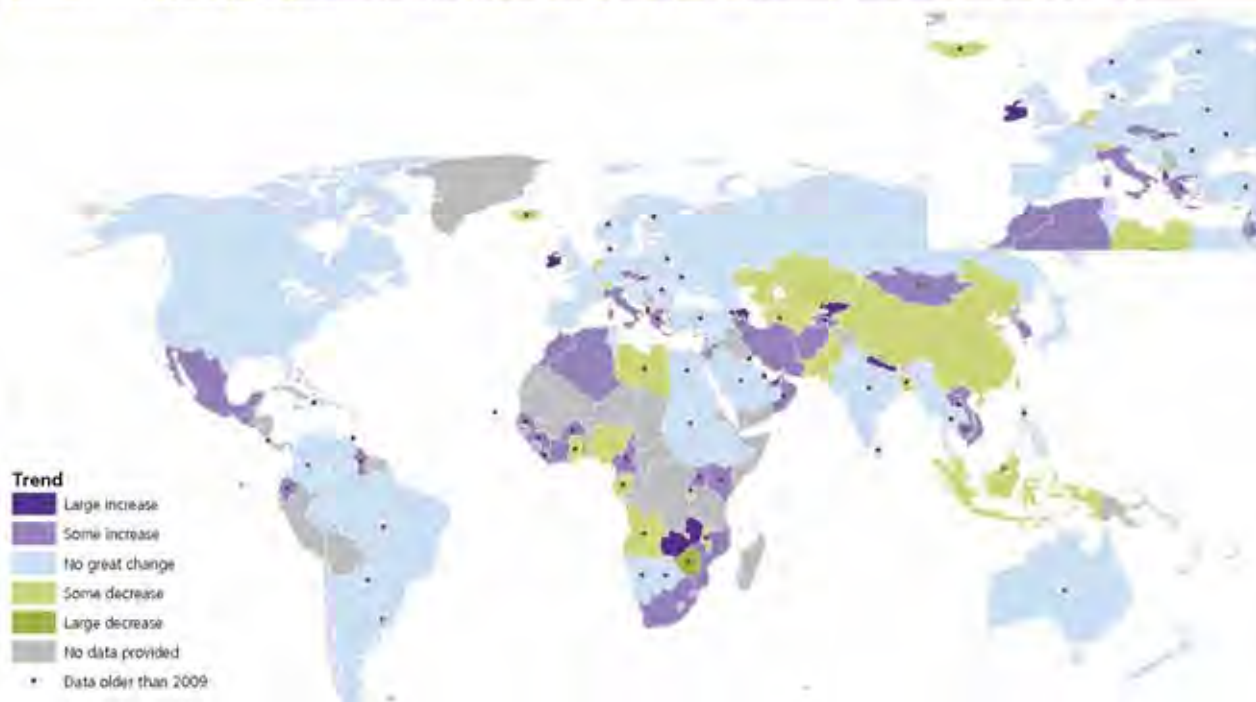 Trend
Large increase
Some increase
No great change
Some decrease
Large decrease
No data provided
Data older than 2009